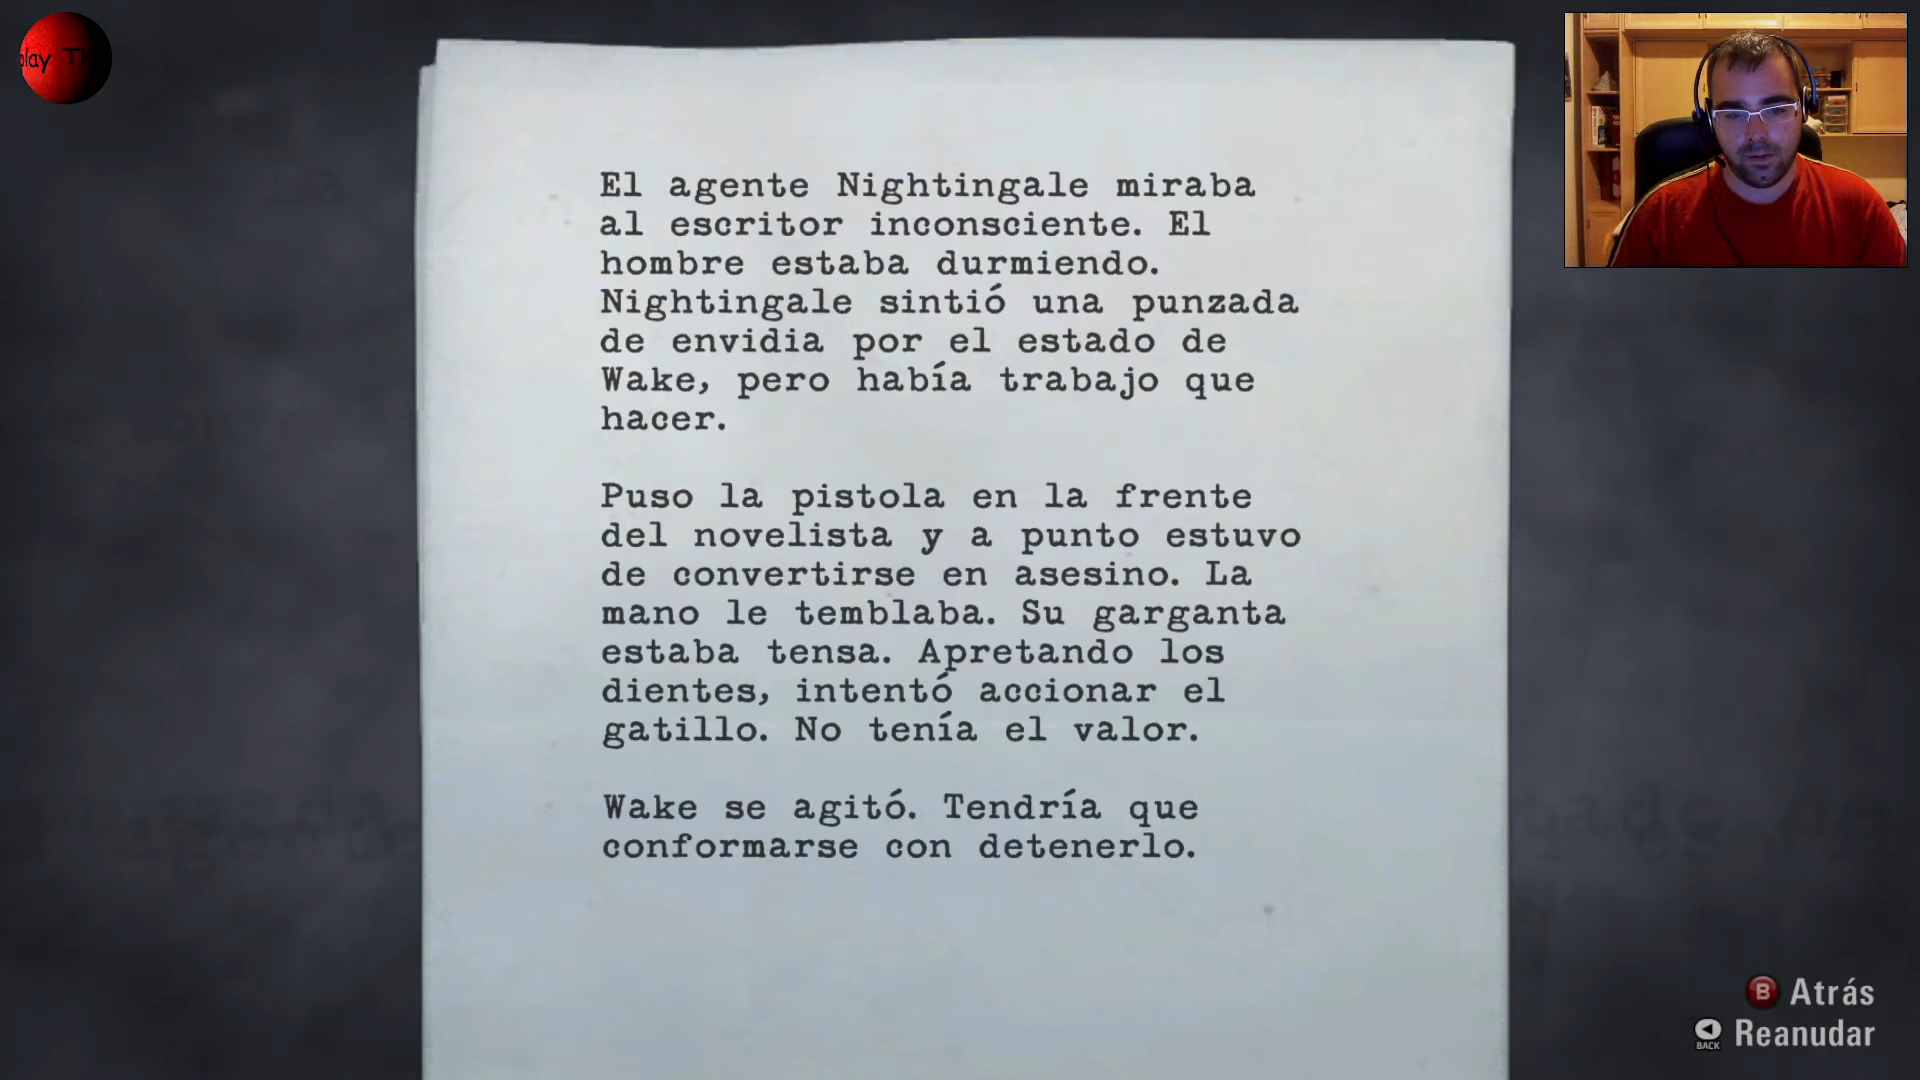 El agente Nightingale miraba
al escritor inconsciente. El
hombre estaba durmiendo.
Nightingale sintió una punzada
de envidia por el estado de
Wake, pero había trabajo que
hacer.
Puso la pistola en la frente
del novelista y a punto estuvo
de convertirse en asesino. La
mano le temblaba. Su garganta
estaba tensa. Apretando los
dientes, intentó accionar el
gatillo. No tenía el valor.
Wake se agitó. Tendría que
conformarse con detenerlo.
B Atrás
BACK Reanudar